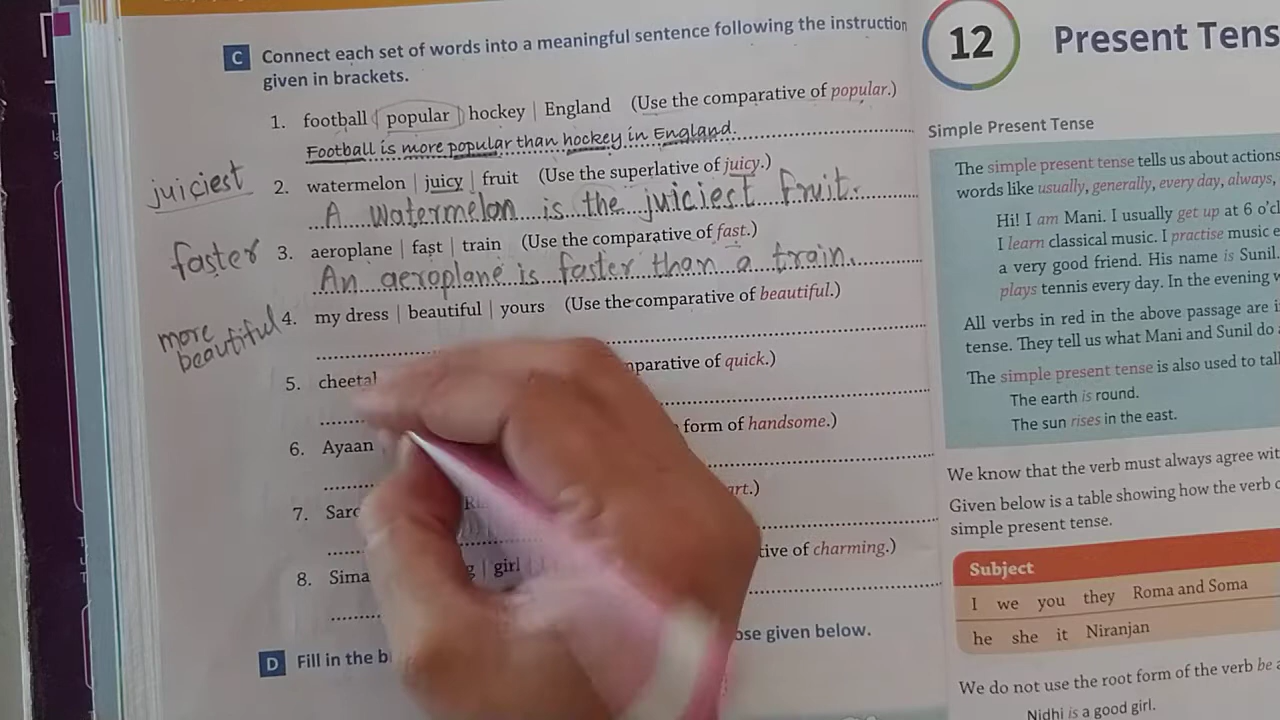 C Connect each set of words into a meaningful sentence following the instruction
given in brackets.
1. football | popular | hockey | England (Use the comparative of popular.)
Football is more popular than hockey in England.
juiciest
2. watermelon | juicy | fruit (Use the superlative of juicy.)
A watermelon is the juiciest fruit.
faster
3. aeroplane | fast | train (Use the comparative of fast.)
An aeroplane is faster than a train.
more
beautiful
4. my dress | beautiful | yours (Use the comparative of beautiful.)
5. of quick.)
6. Ayaan form of handsome.)
7.
8. Sima | girl of charming.)
D Fill in the given below.
12 Present
Simple Present Tense
The simple present tense tells us about actions
words like usually, generally, every day, always,
Hi! I am Mani. I usually get up at 6
I learn classical music. I practise music
a very good friend. His name is Sunil.
plays tennis every day. In the evening
All verbs in red in the above passage are
tense. They tell us what Mani and Sunil do
The simple present tense is also used to
The earth is round.
The sun rises in the east.
We know that the verb must always agree
Given below is a table showing how the verb
simple present tense.
Subject
I we you they Roma and Soma
he she it Niranjan
We do not use the root form of the verb be
Nidhi is a good girl.